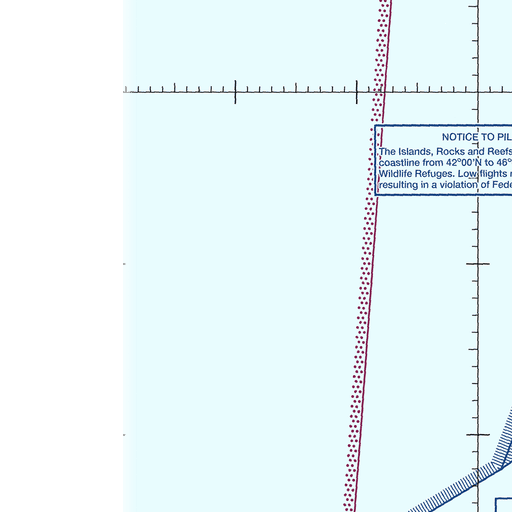 NOTICE TO PIL
The Islands, Rocks and Reefs
coastline from 42°00'N to 46°
Wildlife Refuges. Low flights
resulting in a violation of Fede